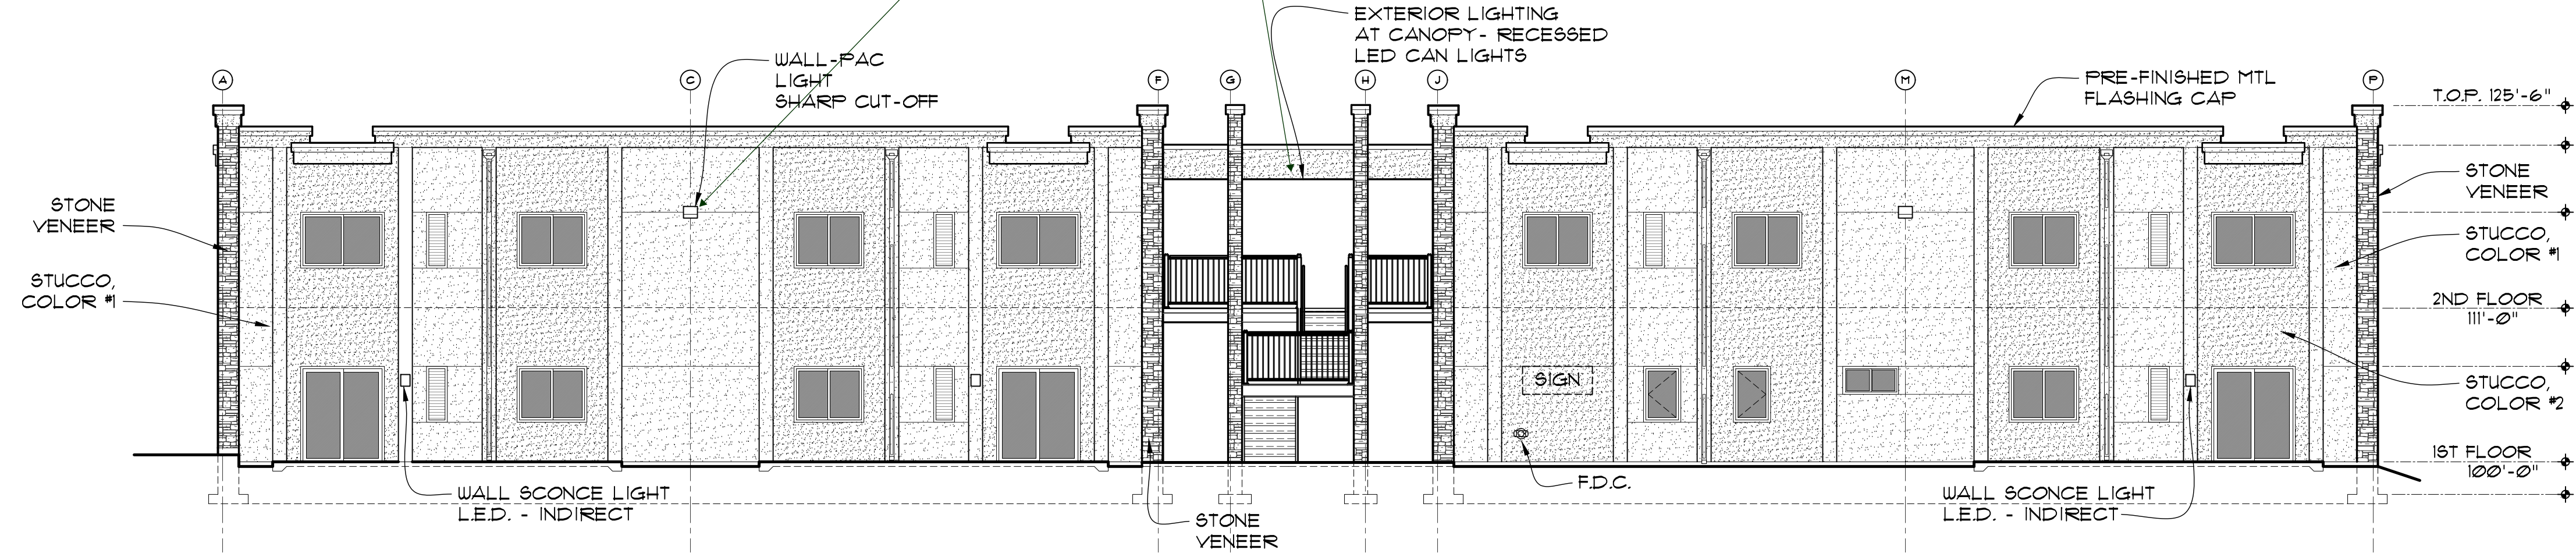 EXTERIOR LIGHTING
AT CANOPY- RECESSED
LED CAN LIGHTS
WALL-PAC
LIGHT
SHARP CUT-OFF
A
C
F
G
H
J
M
P
PRE-FINISHED MTL
FLASHING CAP
T.O.P. 125'-6"
STONE
VENEER
STUCCO,
COLOR #1
STONE
VENEER
STUCCO,
COLOR #1
2ND FLOOR
111'-0"
SIGN
STUCCO,
COLOR #2
1ST FLOOR
100'-0"
WALL SCONCE LIGHT
L.E.D. - INDIRECT
STONE
VENEER
F.D.C.
WALL SCONCE LIGHT
L.E.D. - INDIRECT